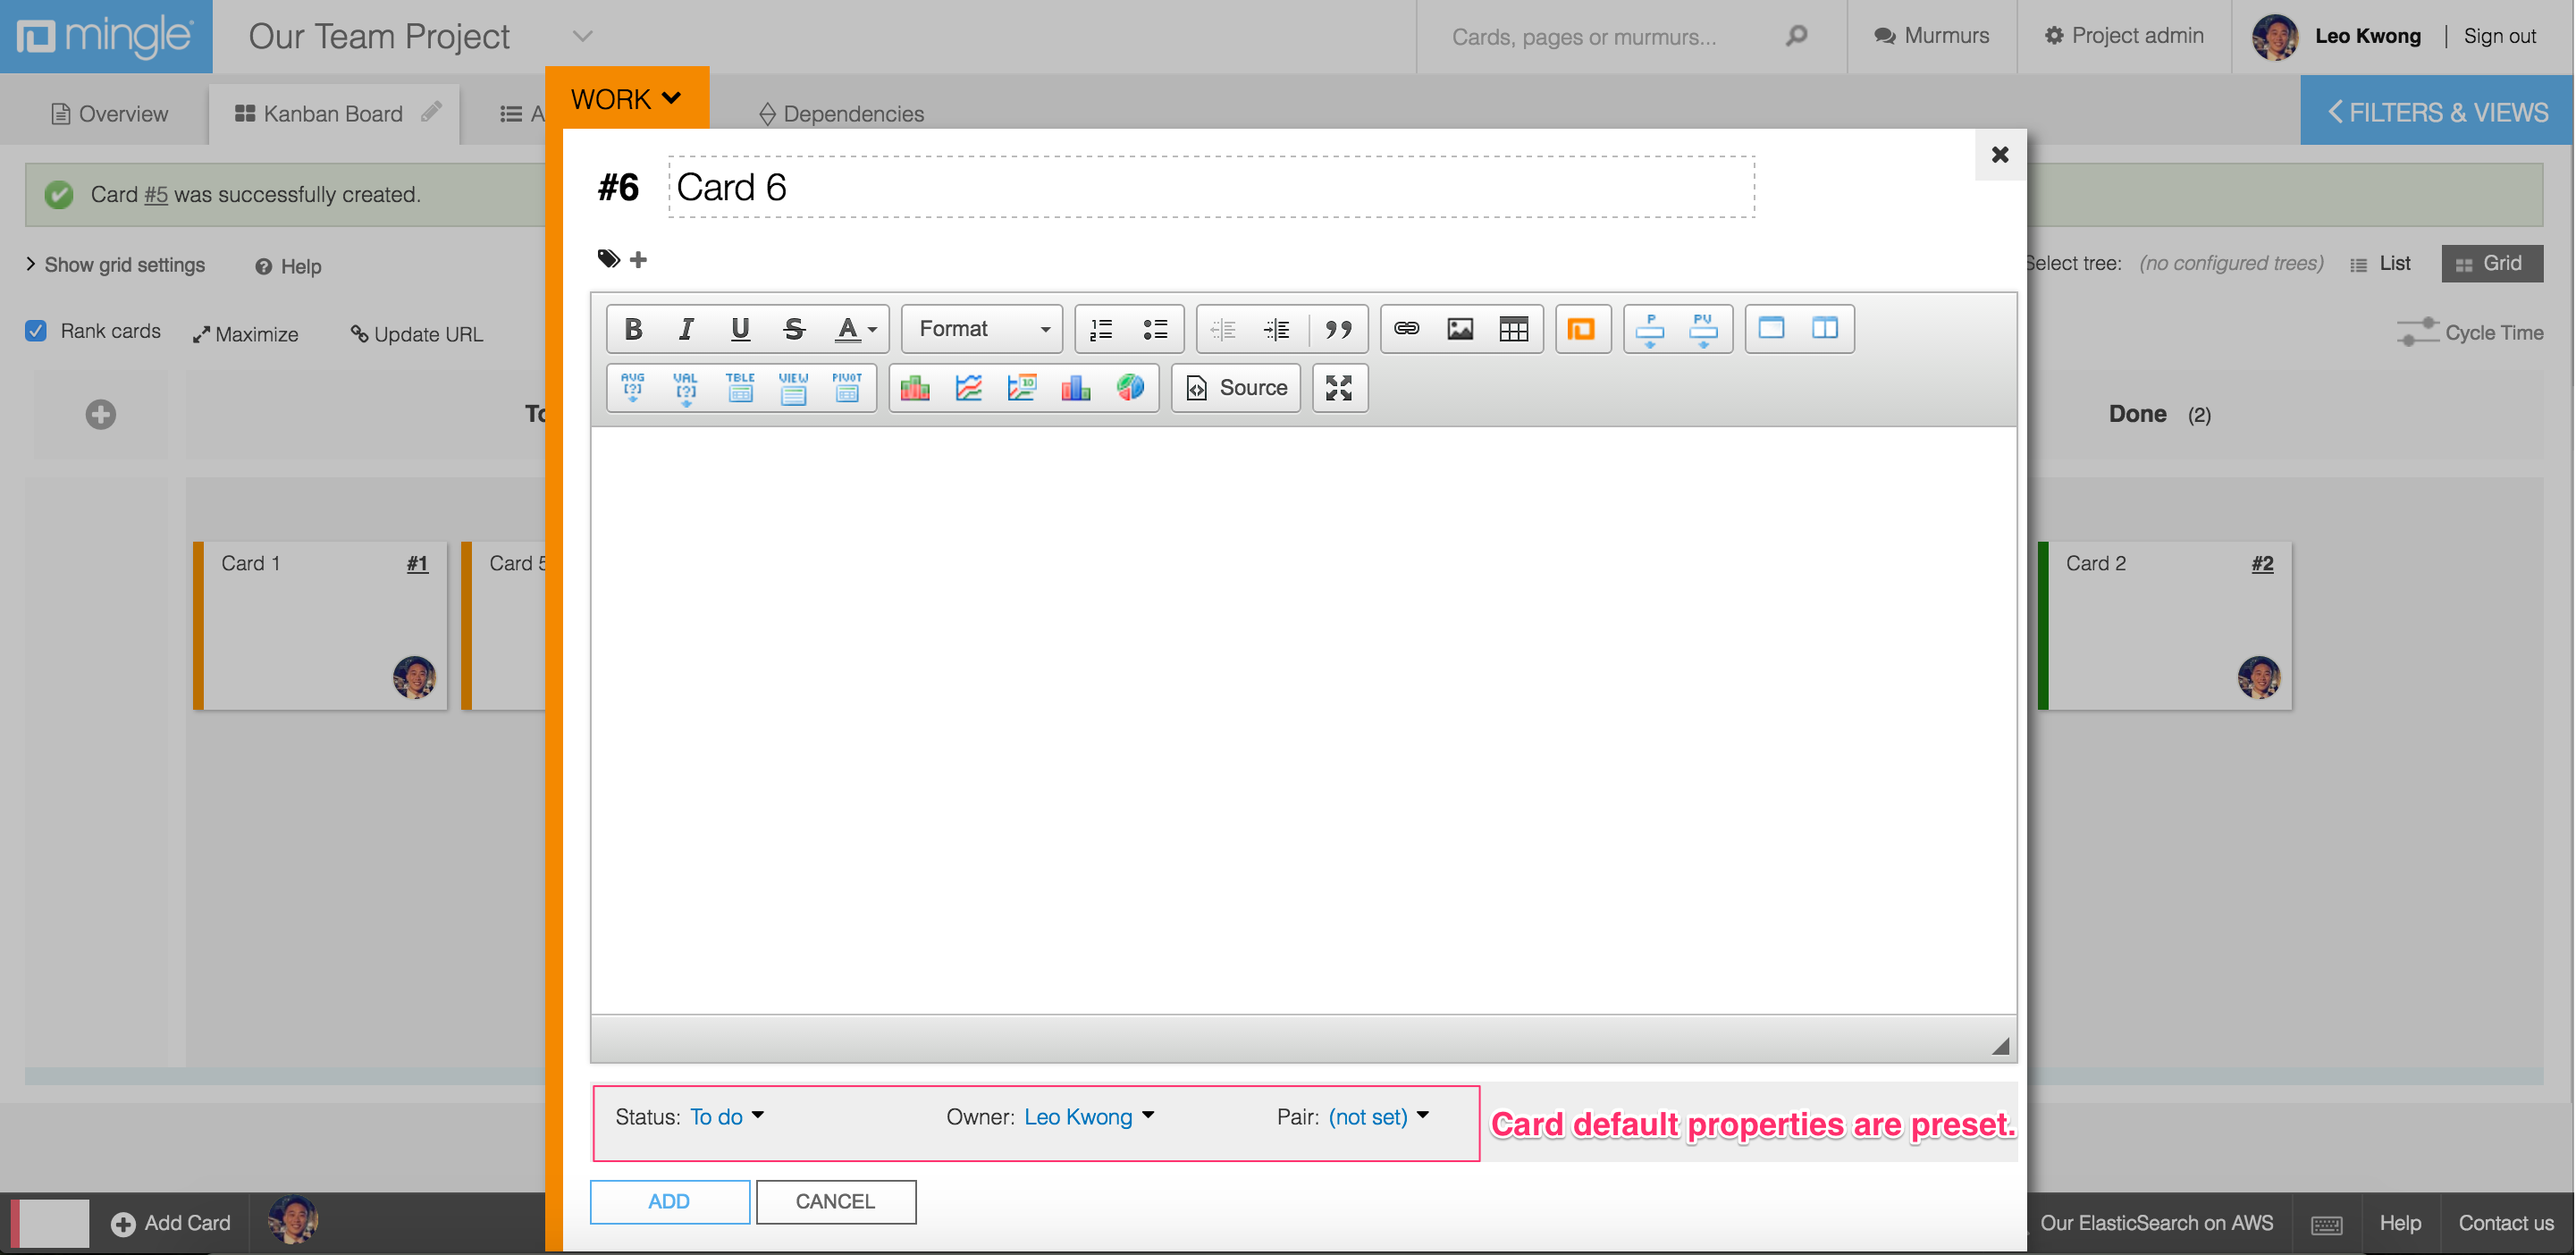 mingle
Our Team Project
Cards, pages or murmurs...
Murmurs
Project admin
Leo Kwong | Sign out
Overview
Kanban Board
A
WORK
Dependencies
FILTERS & VIEWS
Card #5 was successfully created.
#6 Card 6
Show grid settings
Help
Select tree: (no configured trees)
List
Grid
Rank cards
Maximize
Update URL
Cycle Time
B I U S A Format
P PV
AVG [?] VAL [?] TBLE VIEW PIVOT 10 Source
To
Done (2)
Card 1 #1
Card 5
Card 2 #2
Status: To do
Owner: Leo Kwong
Pair: (not set)
Card default properties are preset.
ADD
CANCEL
Add Card
Our ElasticSearch on AWS
Help
Contact us